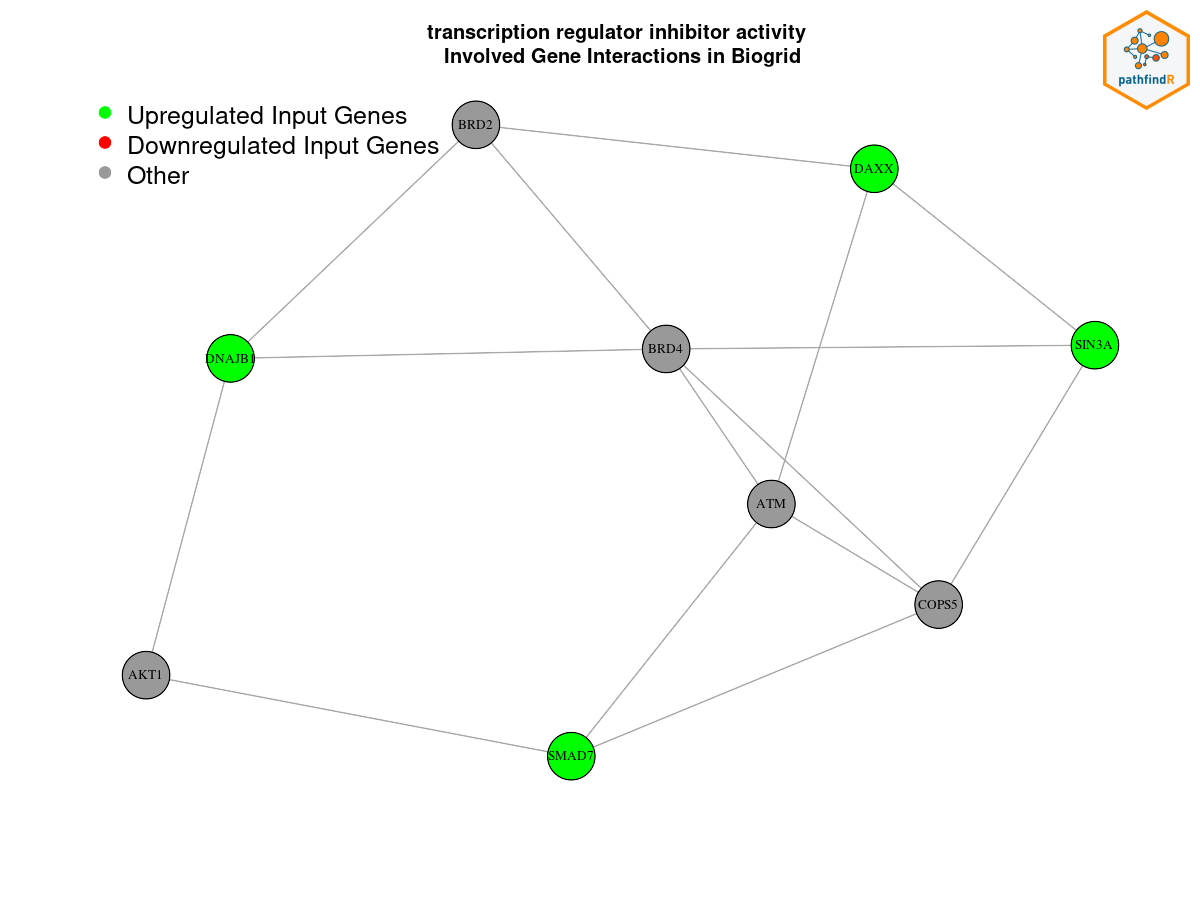 transcription regulator inhibitor activity
Involved Gene Interactions in Biogrid
pathfindR
Upregulated Input Genes
Downregulated Input Genes
Other
BRD2
DAXX
DNAJB1
BRD4
SIN3A
ATM
COPS5
AKT1
SMAD7